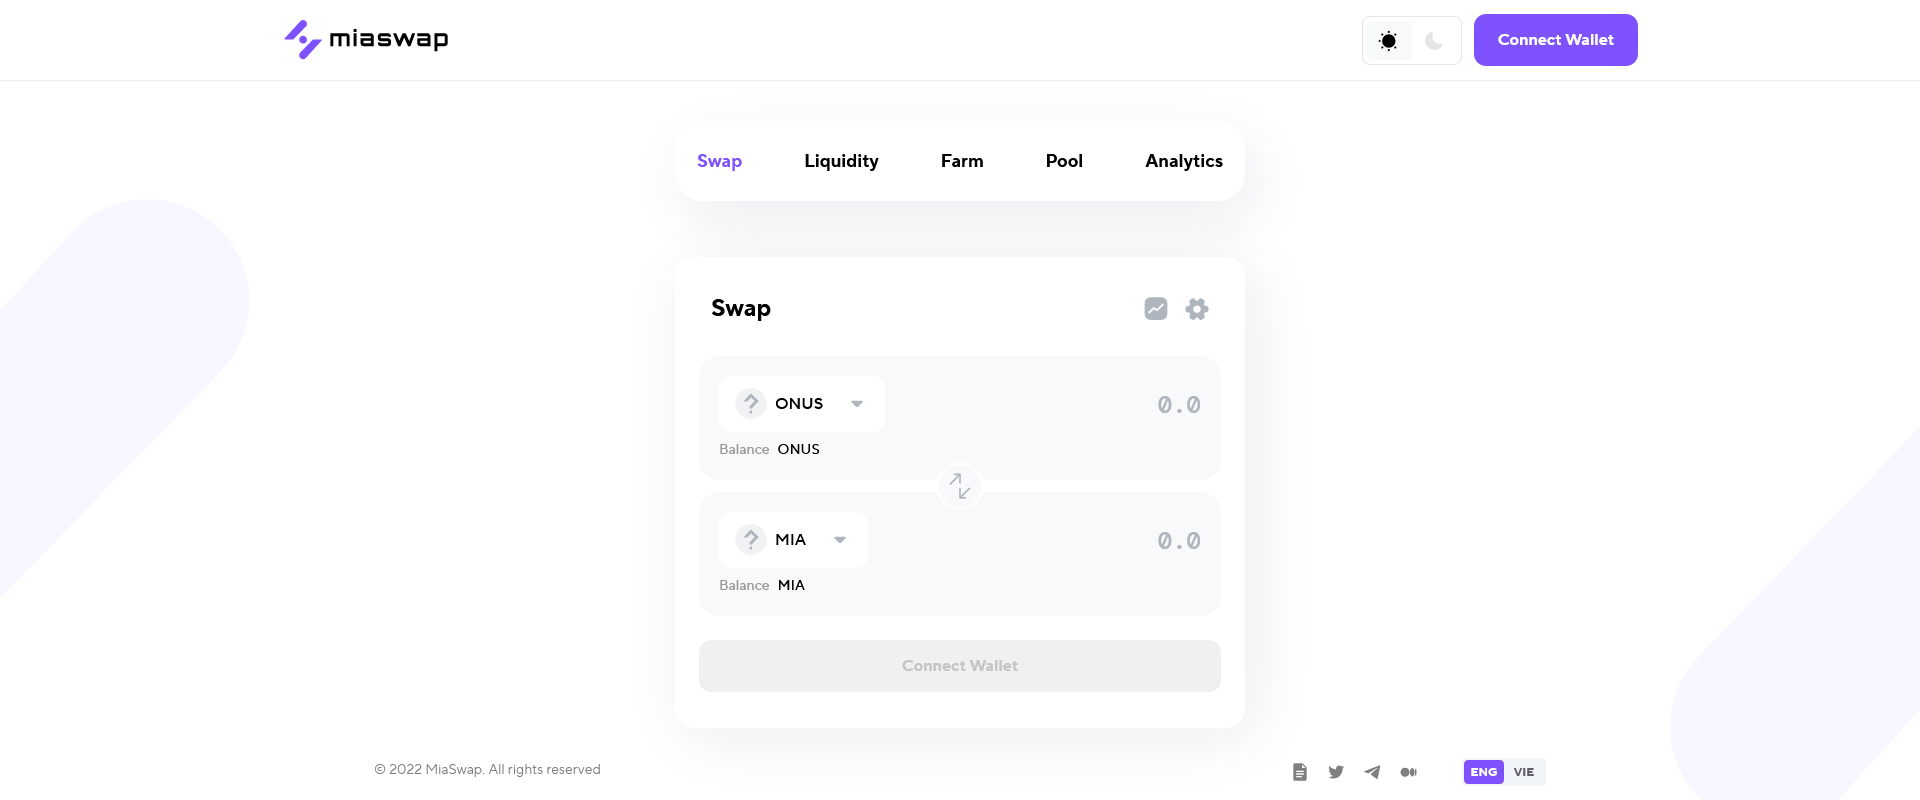 miaswap
Connect Wallet
Swap Liquidity Farm Pool Analytics
Swap
ONUS 0.0
Balance ONUS
MIA 0.0
Balance MIA
Connect Wallet
© 2022 MiaSwap. All rights reserved
ENG VIE